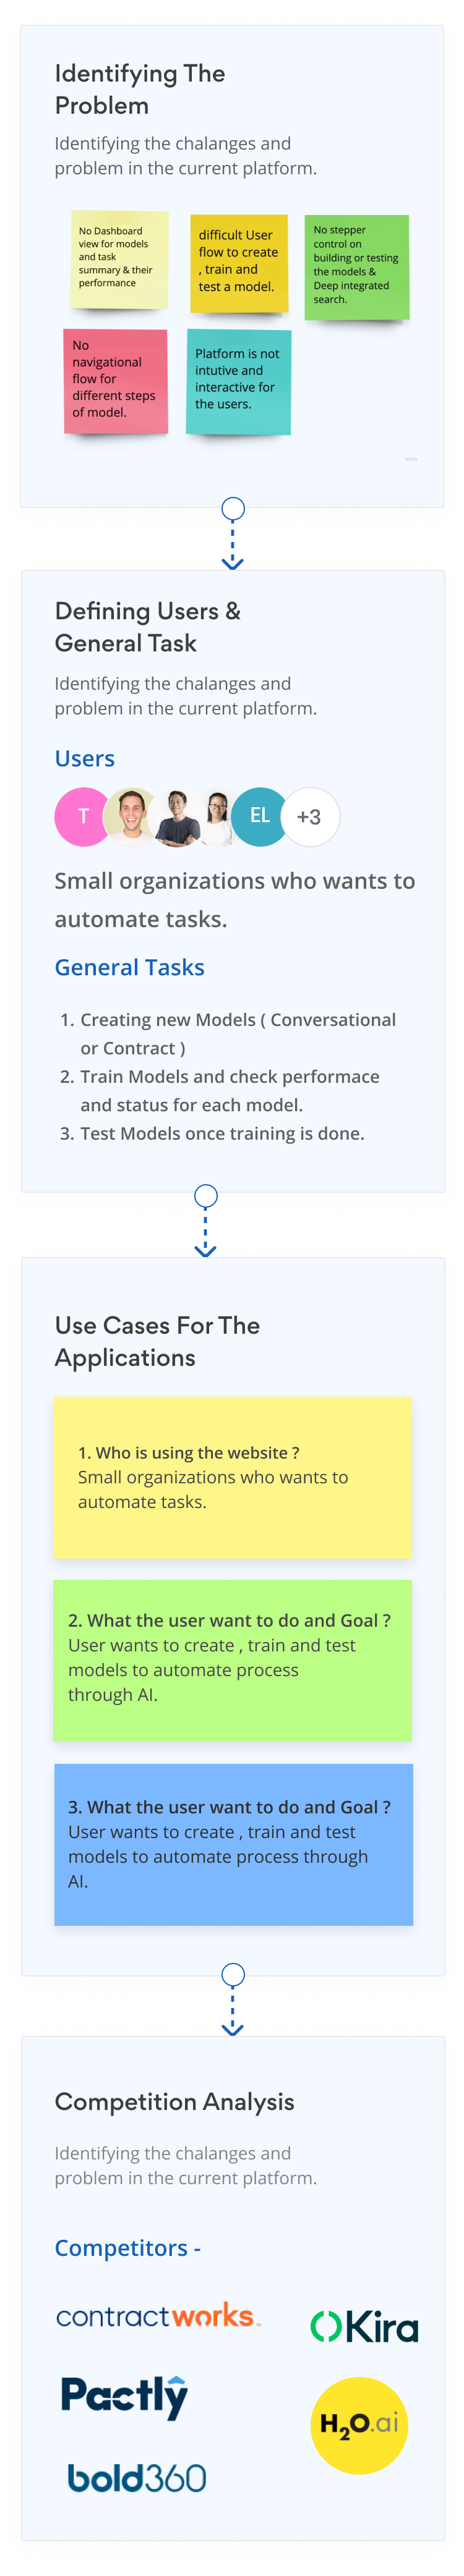 Identifying The
Problem
Identifying the chalanges and
problem in the current platform.
No Dashboard
view for models
and task
summary & their
performance
difficult User
flow to create
, train and
test a model.
No stepper
control on
building or testing
the models &
Deep integrated
search.
No
navigational
flow for
different steps
of model.
Platform is not
intutive and
interactive for
the users.
Defining Users &
General Task
Identifying the chalanges and
problem in the current platform.
Users
T
EL
+3
Small organizations who wants to
automate tasks.
General Tasks
1. Creating new Models ( Conversational
or Contract )
2. Train Models and check performace
and status for each model.
3. Test Models once training is done.
Use Cases For The
Applications
1. Who is using the website ?
Small organizations who wants to
automate tasks.
2. What the user want to do and Goal ?
User wants to create , train and test
models to automate process
through AI.
3. What the user want to do and Goal ?
User wants to create , train and test
models to automate process through
AI.
Competition Analysis
Identifying the chalanges and
problem in the current platform.
Competitors -
contractworks
Kira
Pactly
H2O.ai
bold360